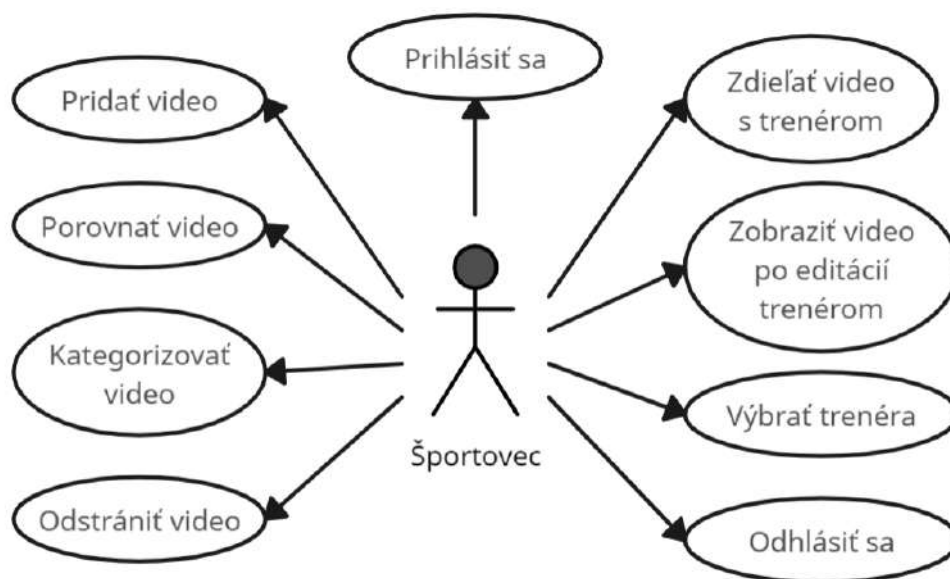 Prihlásiť sa
Pridať video
Zdieľať video
s trenérom
Porovnať video
Zobraziť video
po editácií
trenérom
Kategorizovať
video
Výbrať trenéra
Športovec
Odstrániť video
Odhlásiť sa